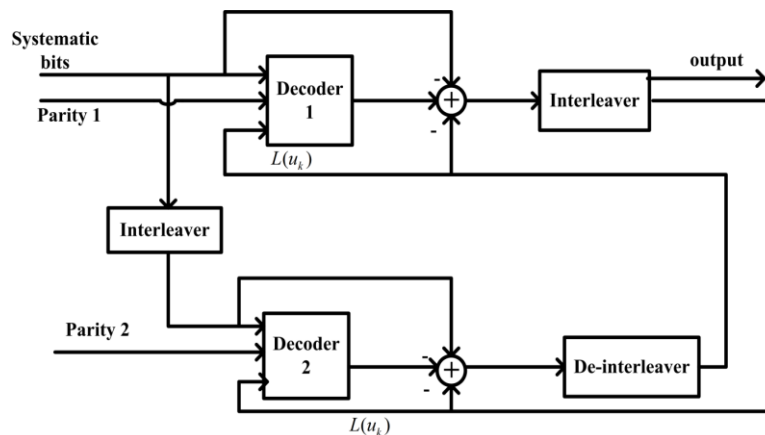 Systematic
bits
Parity 1
Decoder
1
L(u_k)
-
+
-
Interleaver
output
Interleaver
Parity 2
Decoder
2
L(u_k)
-
+
-
De-interleaver